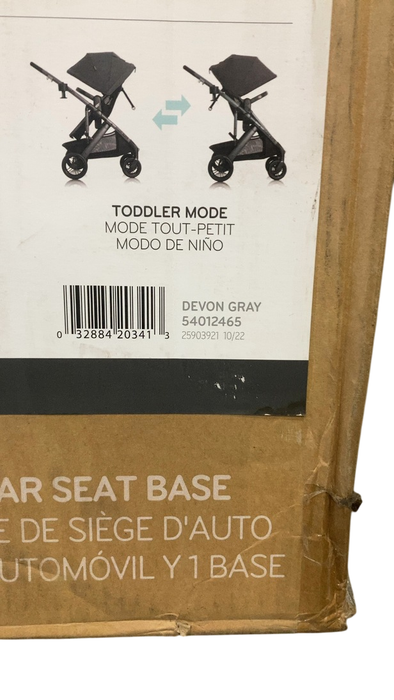 TODDLER MODE
MODE TOUT-PETIT
MODO DE NIÑO
DEVON GRAY
54012465
0 32884 20341 3
25903921 10/22
AR SEAT BASE
E DE SIÈGE D'AUTO
UTOMÓVIL Y 1 BASE